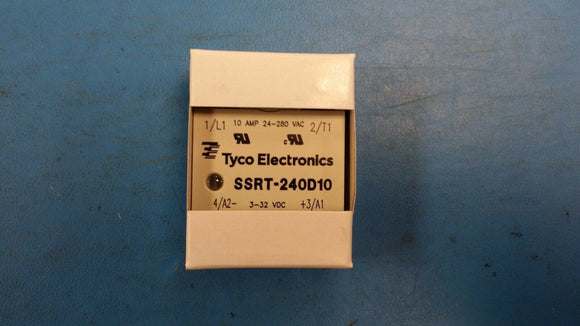 1/L1 10 AMP 24-280 VAC 2/T1
Tyco Electronics
SSRT-240D10
4/A2- 3-32 VDC +3/A1